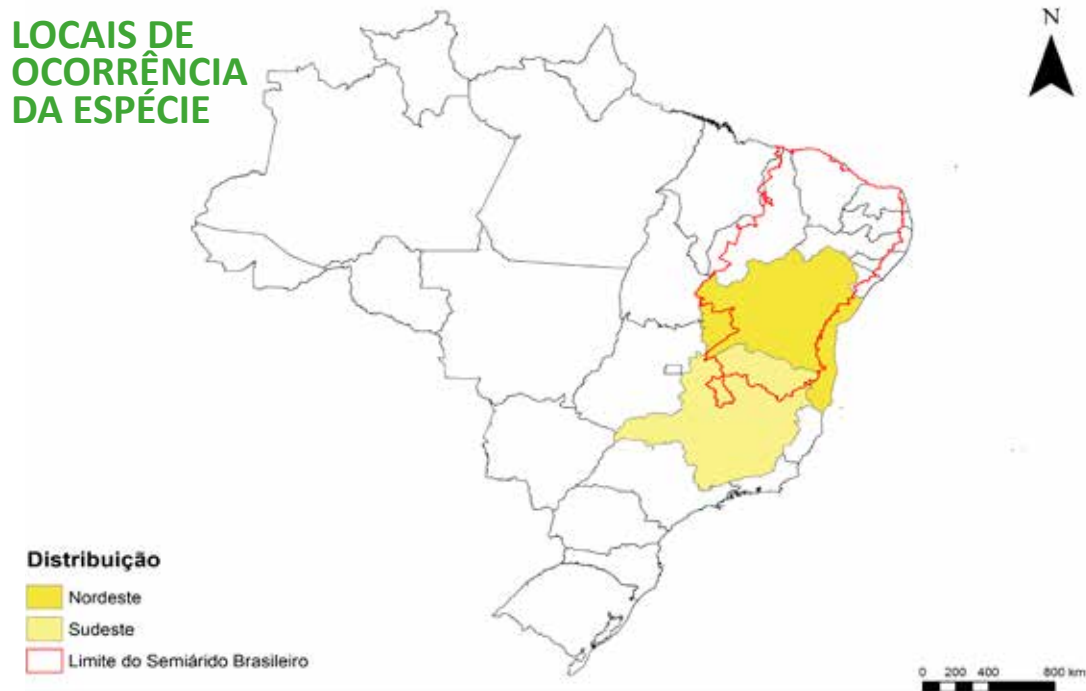 LOCAIS DE
OCORRÊNCIA
DA ESPÉCIE
N
Distribuição
Nordeste
Sudeste
Limite do Semiárido Brasileiro
0 200 400 800 km